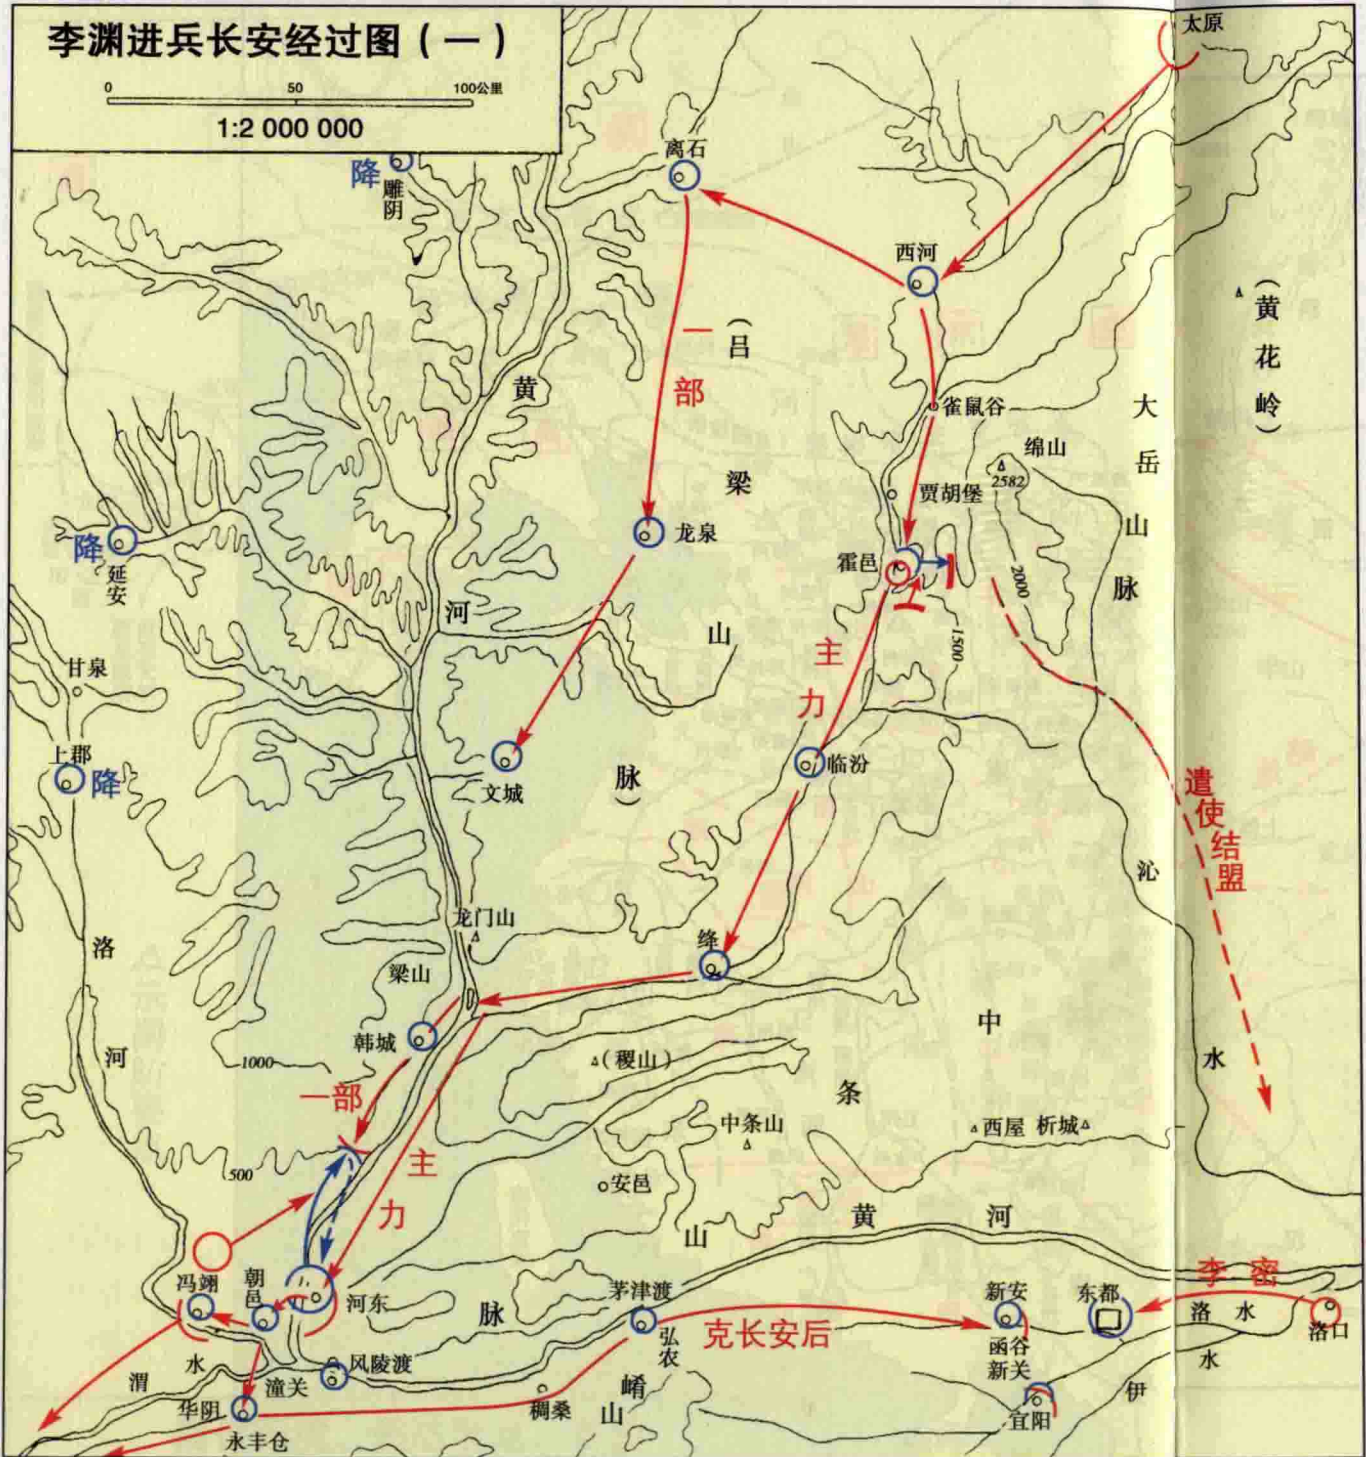 李渊进兵长安经过图（一）
0 50 100公里
1:2 000 000
太原
离石
降
雕阴
西河
（黄花岭）
一部
（吕梁山脉）
黄河
雀鼠谷
绵山
2582
大岳山脉
贾胡堡
龙泉
霍邑
2000
1500
降
延安
主力
甘泉
上郡
降
文城
临汾
遣使结盟
沁水
龙门山
绛
洛河
梁山
韩城
（稷山）
中条山脉
1000
一部
中条山
西屋
析城
500
主力
安邑
黄河
李密
冯翊
朝邑
河东
茅津渡
新安
东都
洛水
洛口
弘农
克长安后
函谷新关
渭水
潼关
风陵渡
伊水
华阴
稠桑
崤山
宜阳
永丰仓